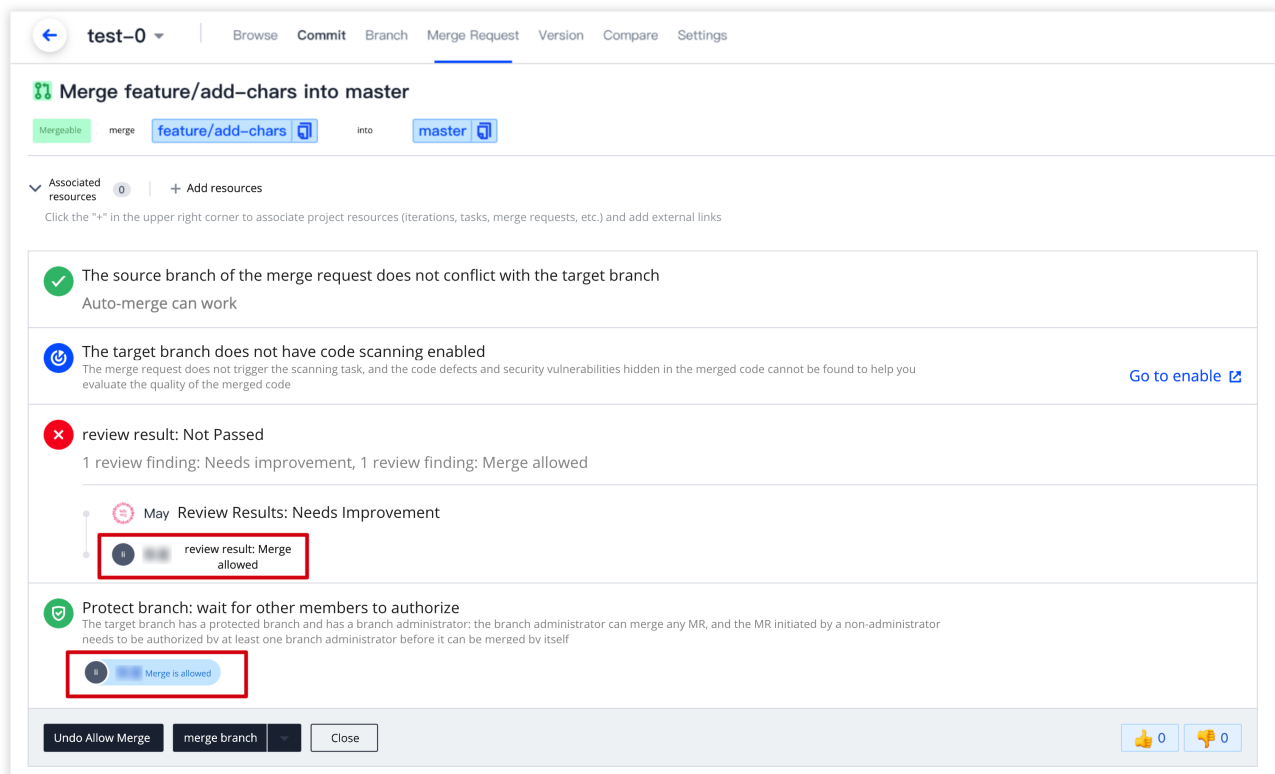 test-0
Browse Commit Branch Merge Request Version Compare Settings
Merge feature/add-chars into master
Mergeable merge feature/add-chars into master
Associated
resources 0 + Add resources
Click the "+" in the upper right corner to associate project resources (iterations, tasks, merge requests, etc.) and add external links
The source branch of the merge request does not conflict with the target branch
Auto-merge can work
The target branch does not have code scanning enabled
The merge request does not trigger the scanning task, and the code defects and security vulnerabilities hidden in the merged code cannot be found to help you
evaluate the quality of the merged code
Go to enable
review result: Not Passed
1 review finding: Needs improvement, 1 review finding: Merge allowed
May Review Results: Needs Improvement
review result: Merge
allowed
Protect branch: wait for other members to authorize
The target branch has a protected branch and has a branch administrator: the branch administrator can merge any MR, and the MR initiated by a non-administrator
needs to be authorized by at least one branch administrator before it can be merged by itself
Merge is allowed
Undo Allow Merge merge branch Close 👍 0 👎 0